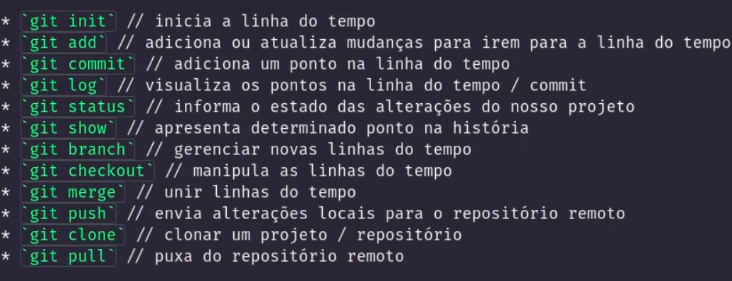 * `git init` // inicia a linha do tempo
* `git add` // adiciona ou atualiza mudanças para irem para a linha do tempo
* `git commit` // adiciona um ponto na linha do tempo
* `git log` // visualiza os pontos na linha do tempo / commit
* `git status` // informa o estado das alterações do nosso projeto
* `git show` // apresenta determinado ponto na história
* `git branch` // gerenciar novas linhas do tempo
* `git checkout` // manipula as linhas do tempo
* `git merge` // unir linhas do tempo
* `git push` // envia alterações locais para o repositório remoto
* `git clone` // clonar um projeto / repositório
* `git pull` // puxa do repositório remoto